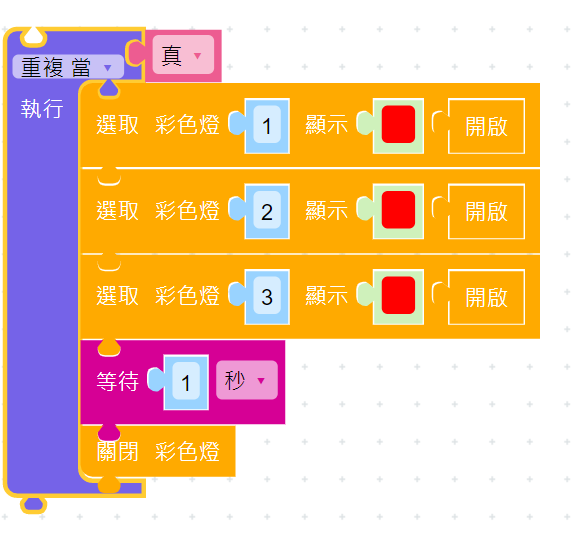 重複 當 真
執行
選取 彩色燈 1 顯示 開啟
選取 彩色燈 2 顯示 開啟
選取 彩色燈 3 顯示 開啟
等待 1 秒
關閉 彩色燈